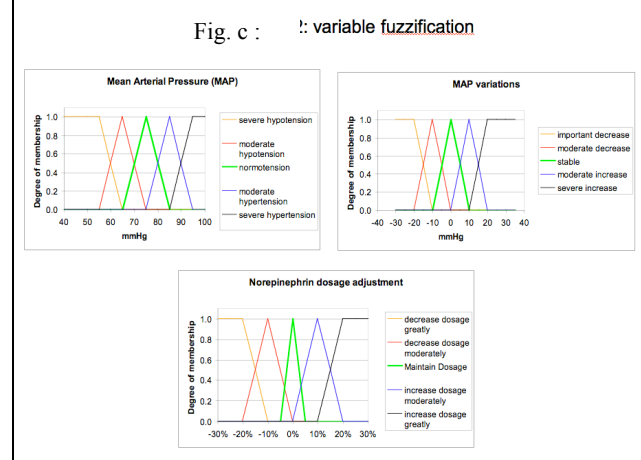 Fig. c : 2: variable fuzzification
Mean Arterial Pressure (MAP)
Degree of membership
1.0
0.8
0.6
0.4
0.2
0.0
40 50 60 70 80 90 100
mmHg
severe hypotension
moderate
hypotension
normotension
moderate
hypertension
severe hypertension
MAP variations
Degree of membership
1.0
0.8
0.6
0.4
0.2
0.0
-40 -30 -20 -10 0 10 20 30 40
mmHg
important decrease
moderate decrease
stable
moderate increase
severe increase
Norepinephrin dosage adjustment
Degree of membership
1.0
0.8
0.6
0.4
0.2
0.0
-30% -20% -10% 0% 10% 20% 30%
decrease dosage
greatly
decrease dosage
moderately
Maintain Dosage
increase dosage
moderately
increase dosage
greatly